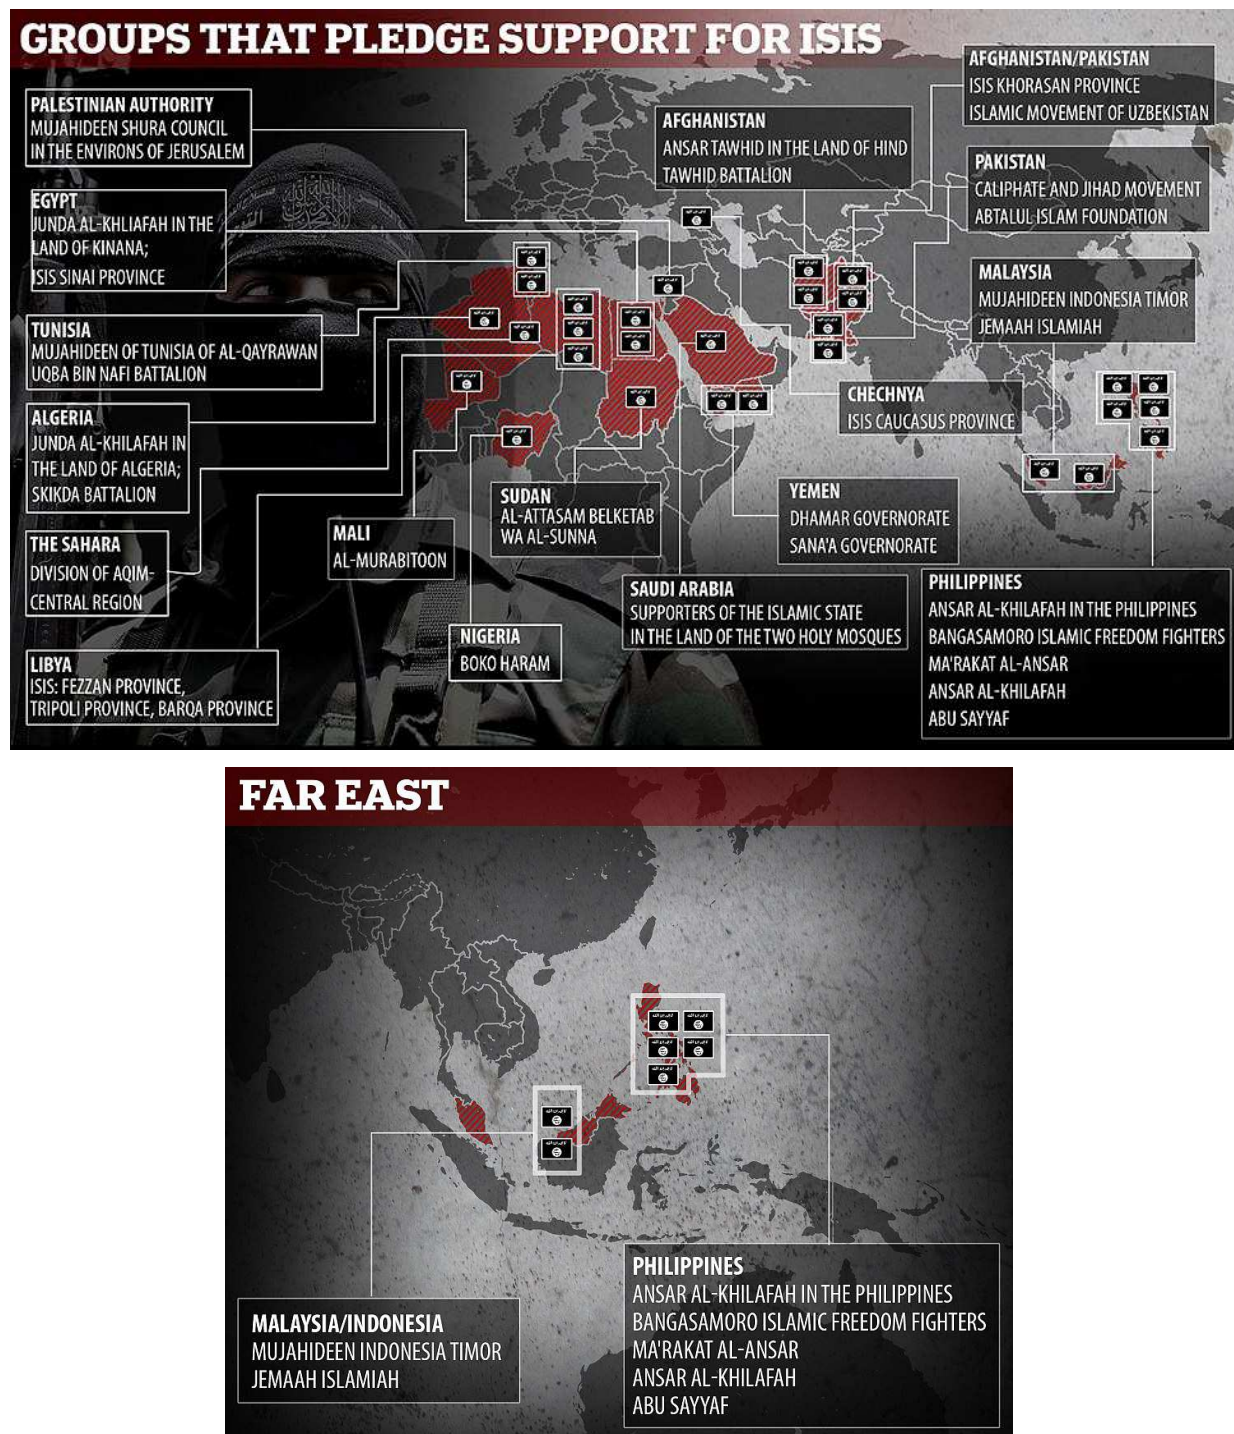 GROUPS THAT PLEDGE SUPPORT FOR ISIS
PALESTINIAN AUTHORITY
MUJAHIDEEN SHURA COUNCIL
IN THE ENVIRONS OF JERUSALEM
EGYPT
JUNDA AL-KHLIAFAH IN THE
LAND OF KINANA;
ISIS SINAI PROVINCE
TUNISIA
MUJAHIDEEN OF TUNISIA OF AL-QAYRAWAN
UQBA BIN NAFI BATTALION
ALGERIA
JUNDA AL-KHILAFAH IN
THE LAND OF ALGERIA;
SKIKDA BATTALION
THE SAHARA
DIVISION OF AQIM-
CENTRAL REGION
LIBYA
ISIS: FEZZAN PROVINCE,
TRIPOLI PROVINCE, BARQA PROVINCE
MALI
AL-MURABITOON
NIGERIA
BOKO HARAM
SUDAN
AL-ATTASAM BELKETAB
WA AL-SUNNA
SAUDI ARABIA
SUPPORTERS OF THE ISLAMIC STATE
IN THE LAND OF THE TWO HOLY MOSQUES
YEMEN
DHAMAR GOVERNORATE
SANA'A GOVERNORATE
CHECHNYA
ISIS CAUCASUS PROVINCE
AFGHANISTAN
ANSAR TAWHID IN THE LAND OF HIND
TAWHID BATTALION
AFGHANISTAN/PAKISTAN
ISIS KHORASAN PROVINCE
ISLAMIC MOVEMENT OF UZBEKISTAN
PAKISTAN
CALIPHATE AND JIHAD MOVEMENT
ABTALUL ISLAM FOUNDATION
MALAYSIA
MUJAHIDEEN INDONESIA TIMOR
JEMAAH ISLAMIAH
PHILIPPINES
ANSAR AL-KHILAFAH IN THE PHILIPPINES
BANGASAMORO ISLAMIC FREEDOM FIGHTERS
MA'RAKAT AL-ANSAR
ANSAR AL-KHILAFAH
ABU SAYYAF
FAR EAST
MALAYSIA/INDONESIA
MUJAHIDEEN INDONESIA TIMOR
JEMAAH ISLAMIAH
PHILIPPINES
ANSAR AL-KHILAFAH IN THE PHILIPPINES
BANGASAMORO ISLAMIC FREEDOM FIGHTERS
MA'RAKAT AL-ANSAR
ANSAR AL-KHILAFAH
ABU SAYYAF